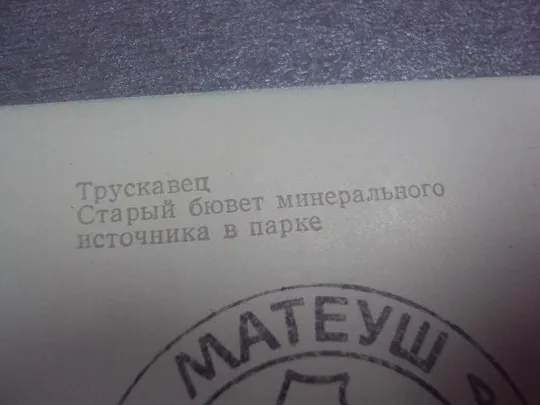 Трускавец
Старый бювет минерального
источника в парке
МАТЕУШ